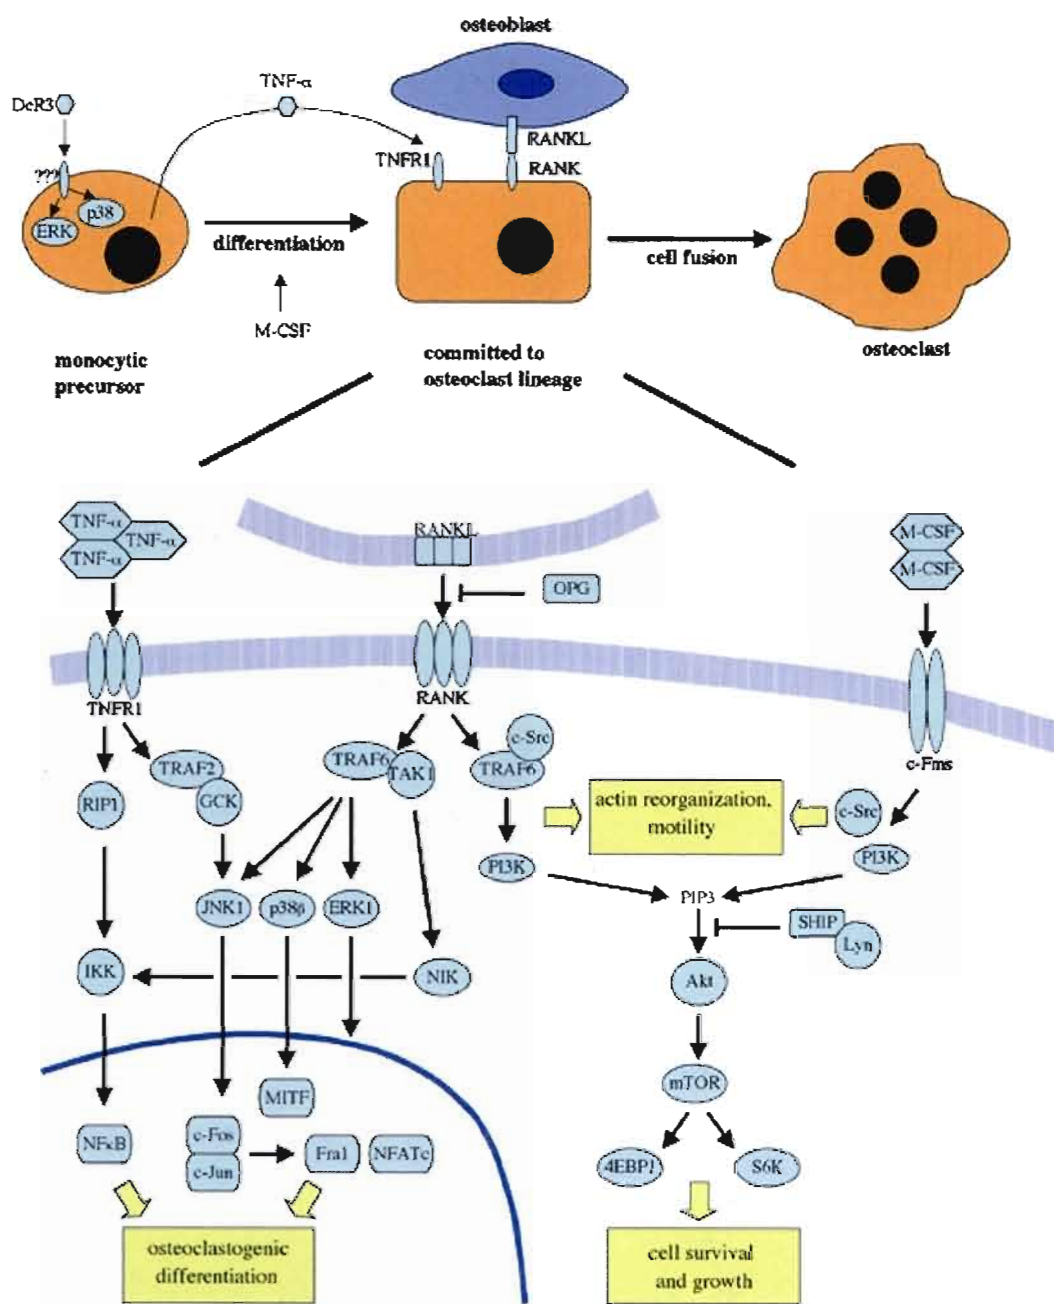 osteoblast
TNF-α
DcR3
RANKL
TNFR1
RANK
???
p38
ERK
differentiation
cell fusion
M-CSF
osteoclast
monocytic
precursor
committed to
osteoclast lineage
TNF-α
TNF-α
TNF-α
RANKL
OPG
M-CSF
M-CSF
TNFR1
RANK
c-Fms
c-Src
TRAF2
GCK
RIP1
TRAF6
TAK1
TRAF6
actin reorganization,
motility
c-Src
PI3K
PI3K
JNK1
p38β
ERK1
PIP3
SHIP
Lyn
IKK
NIK
Akt
mTOR
MITF
NFκB
c-Fos
c-Jun
Fra1
NFATc
4EBP1
S6K
osteoclastogenic
differentiation
cell survival
and growth